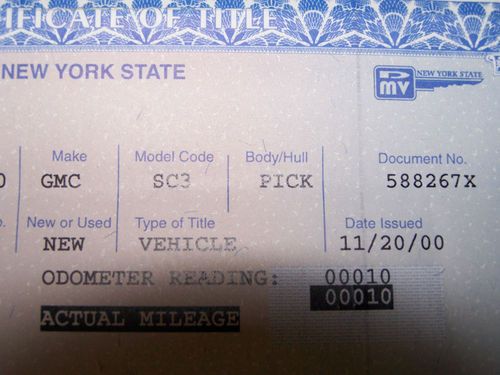 IFICATE OF TITLE
NEW YORK STATE
DMV NEW YORK STATE
Make Model Code Body/Hull Document No.
0 GMC SC3 PICK 588267X
New or Used Type of Title Date Issued
NEW VEHICLE 11/20/00
ODOMETER READING: 00010
00010
ACTUAL MILEAGE